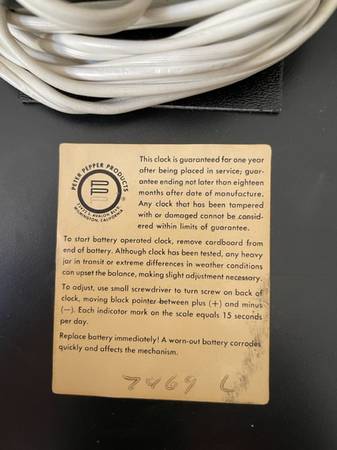 PETER PEPPER PRODUCTS
AVALON BLVD.
WILMINGTON, CALIFORNIA
This clock is guaranteed for one year
after being placed in service; guar-
antee ending not later than eighteen
months after date of manufacture.
Any clock that has been tampered
with or damaged cannot be consid-
ered within limits of guarantee.
To start battery operated clock, remove cardboard from
end of battery. Although clock has been tested, any heavy
jar in transit or extreme differences in weather conditions
can upset the balance, making slight adjustment necessary.
To adjust, use small screwdriver to turn screw on back of
clock, moving black pointer between plus (+) and minus
(—). Each indicator mark on the scale equals 15 seconds
per day.
Replace battery immediately! A worn-out battery corrodes
quickly and affects the mechanism.
7469 L